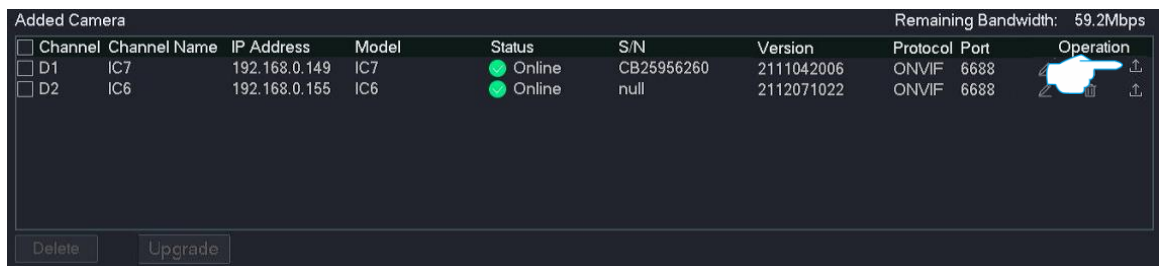 Added Camera Remaining Bandwidth: 59.2Mbps
Channel Channel Name IP Address Model Status S/N Version Protocol Port Operation
D1 IC7 192.168.0.149 IC7 Online CB25956260 2111042006 ONVIF 6688
D2 IC6 192.168.0.155 IC6 Online null 2112071022 ONVIF 6688
Delete Upgrade